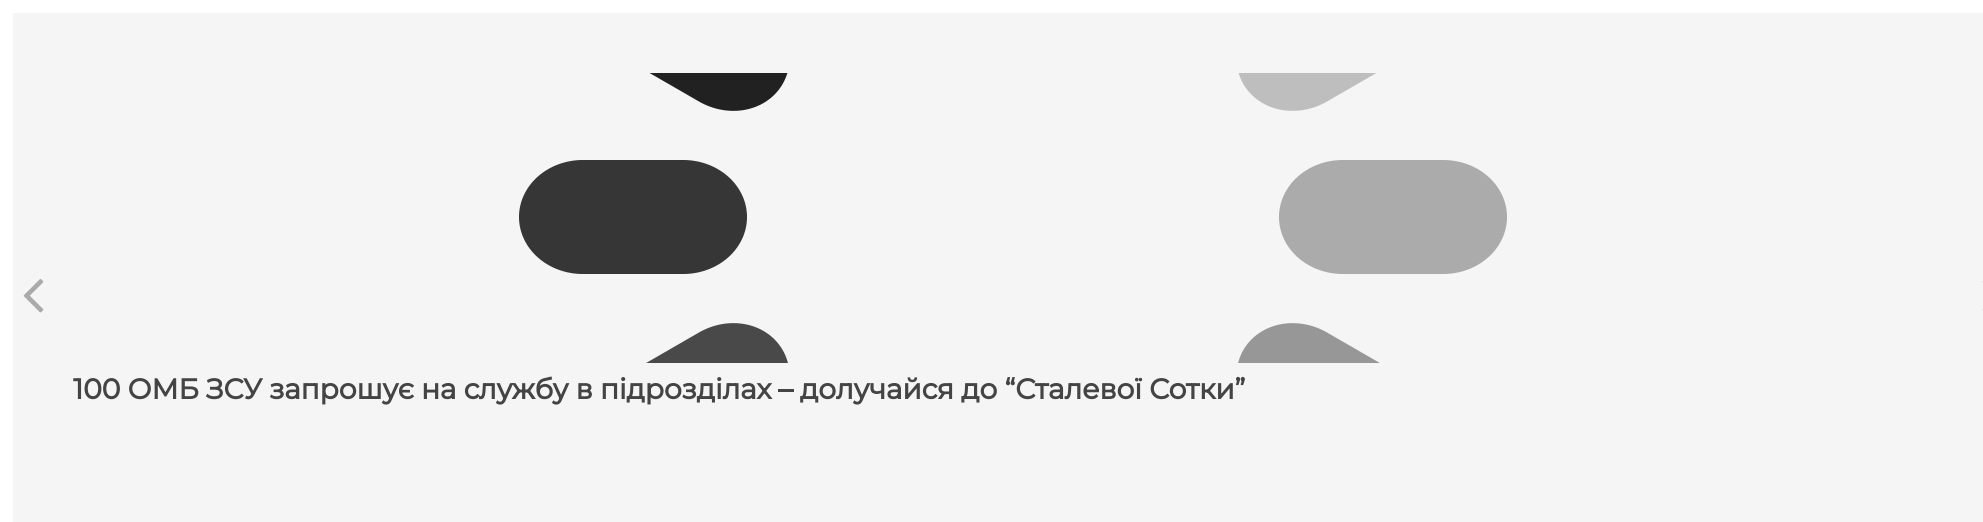 100 ОМБ ЗСУ запрошує на службу в підрозділах – долучайся до “Сталевої Сотки”